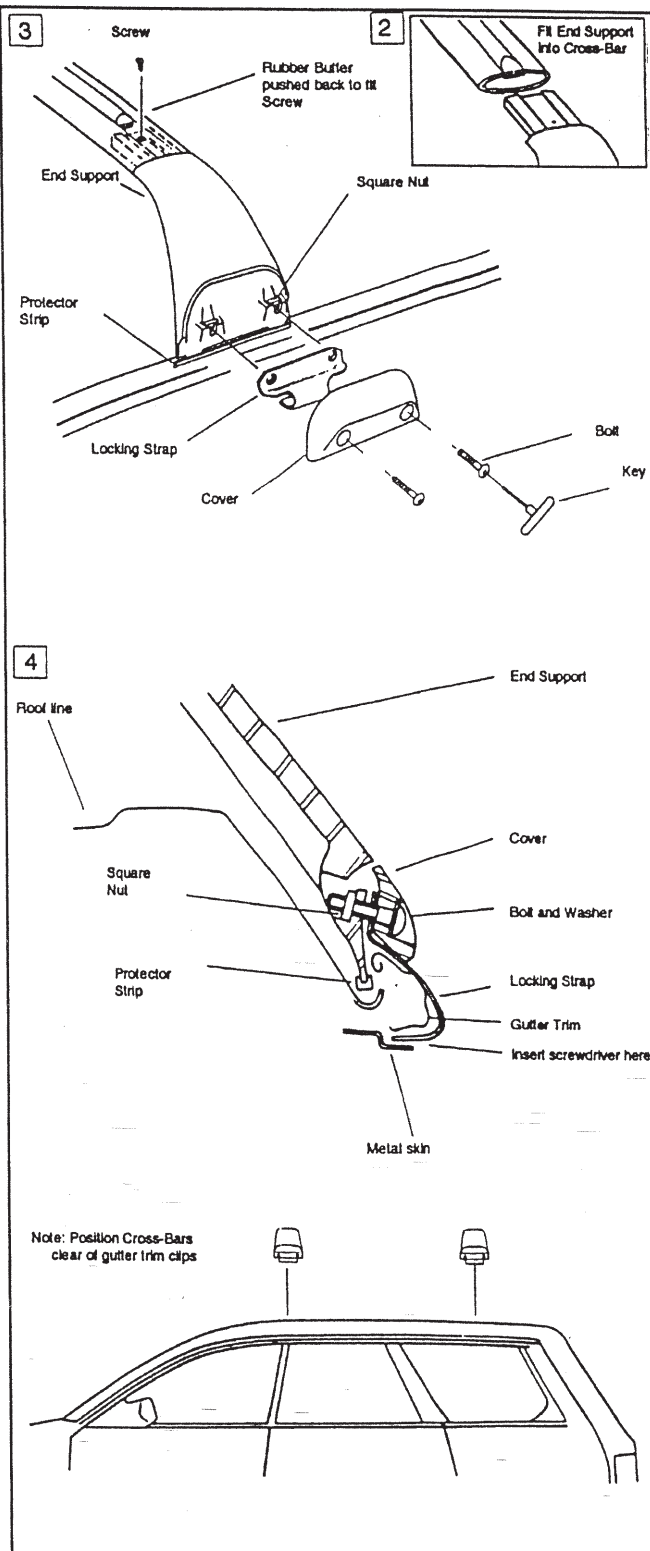 3
Screw
Rubber Buffer
pushed back to fit
Screw
End Support
Square Nut
Protector
Strip
Locking Strap
Cover
Bolt
Key
2
Fit End Support
into Cross-Bar
4
Roof line
End Support
Cover
Square
Nut
Bolt and Washer
Protector
Strip
Locking Strap
Gutter Trim
Insert screwdriver here
Metal skin
Note: Position Cross-Bars
clear of gutter trim clips